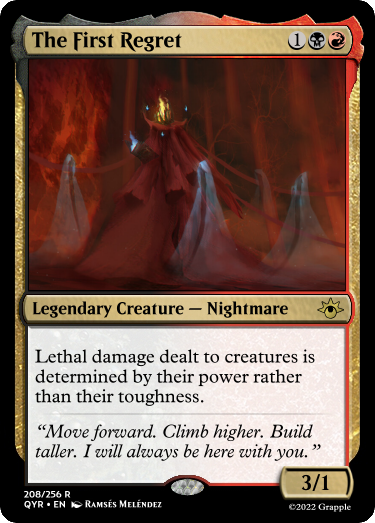 The First Regret 1
Legendary Creature — Nightmare
Lethal damage dealt to creatures is
determined by their power rather
than their toughness.
“Move forward. Climb higher. Build
taller. I will always be here with you.”
3/1
208/256 R
QYR • EN Ramsés Meléndez
©2022 Grapple